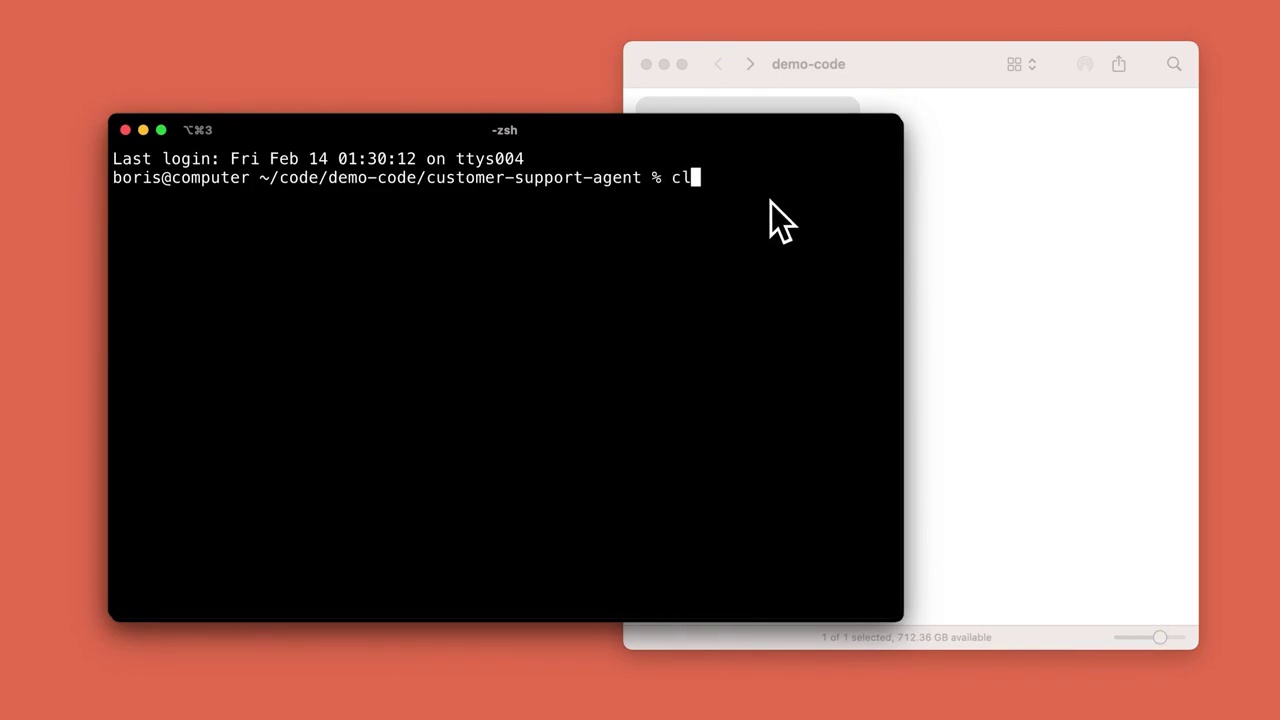 demo-code
⌥⌘3
-zsh
Last login: Fri Feb 14 01:30:12 on ttys004
boris@computer ~/code/demo-code/customer-support-agent % cl
1 of 1 selected, 712.36 GB available